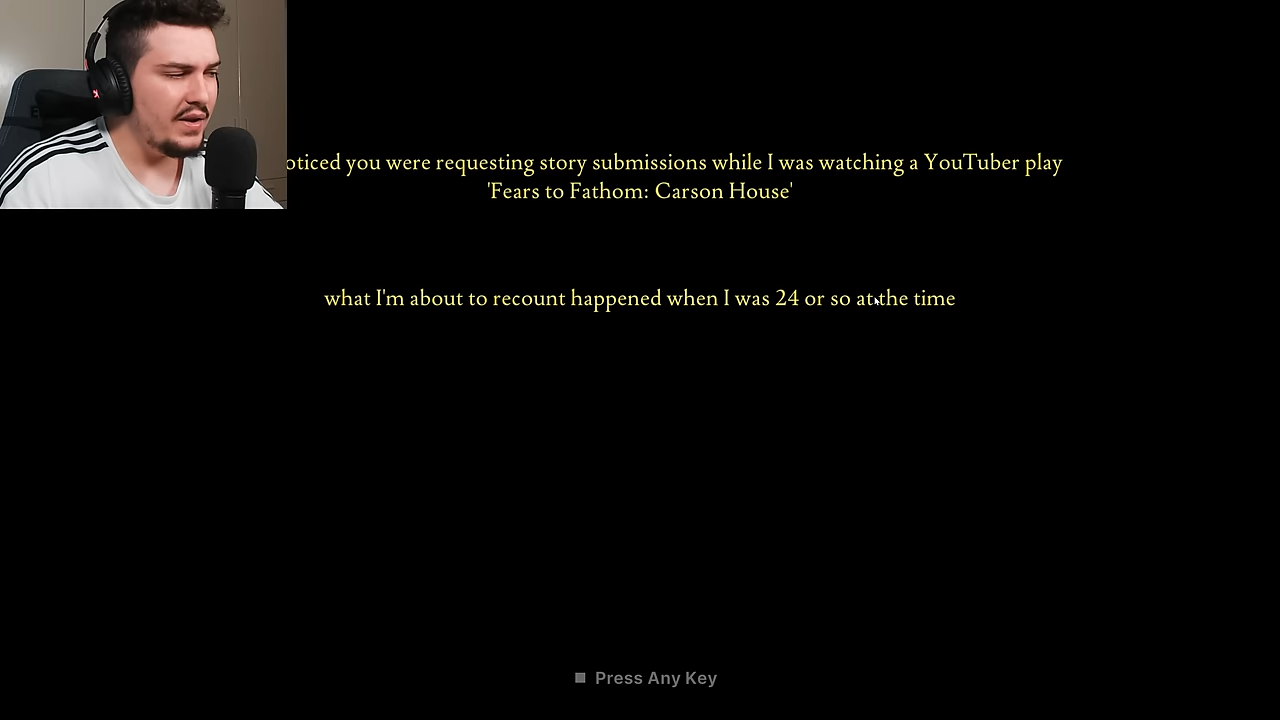 you were requesting story submissions while I was watching a YouTuber play
'Fears to Fathom: Carson House'
what I'm about to recount happened when I was 24 or so at the time
Press Any Key